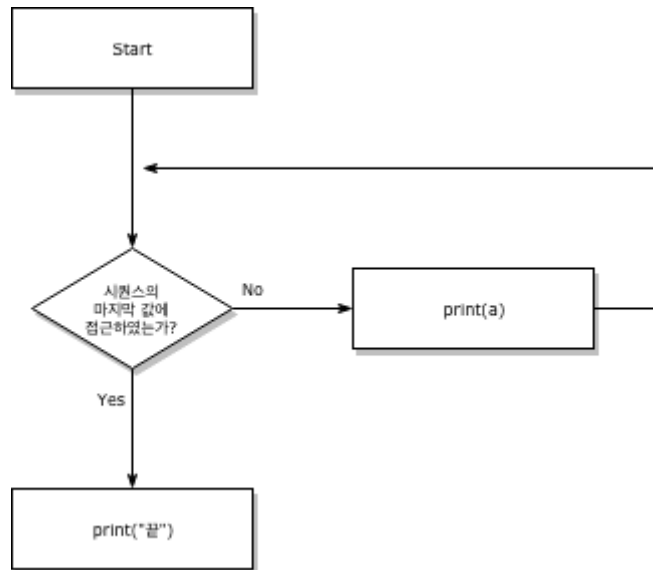 Start
시퀀스의
마지막 값에
접근하였는가?
No
print(a)
Yes
print("끝")